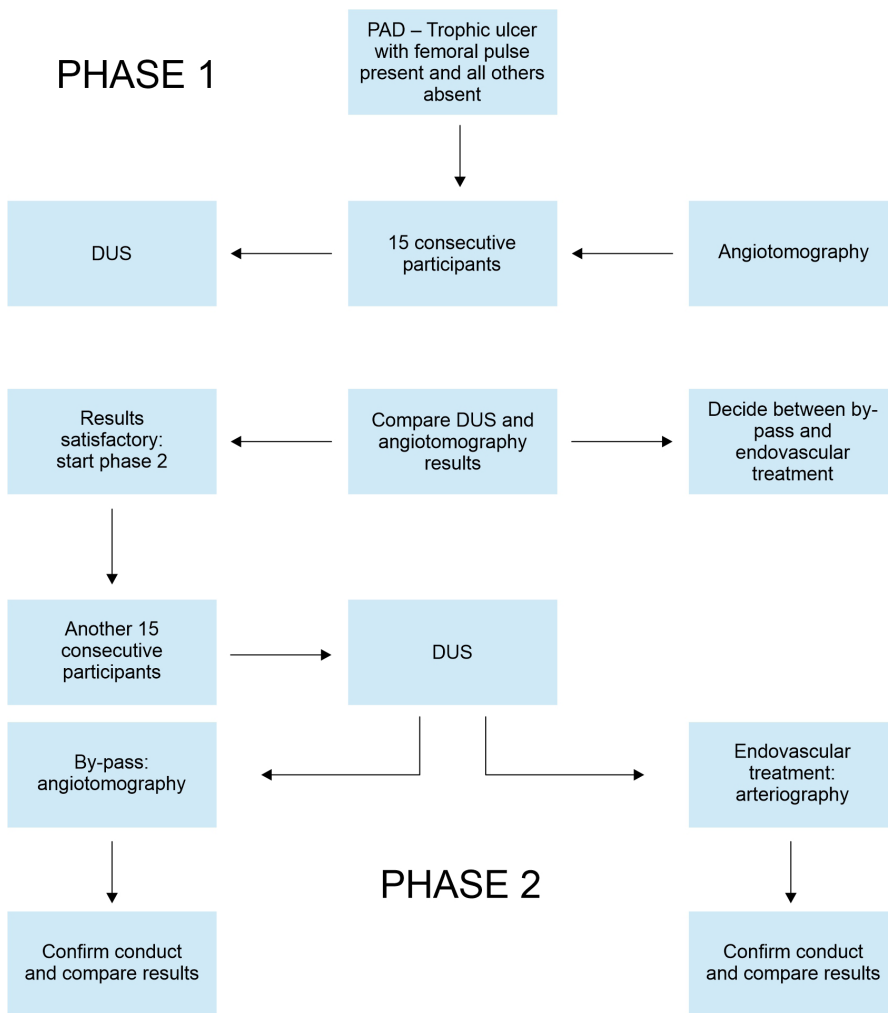 PHASE 1
PAD – Trophic ulcer
with femoral pulse
present and all others
absent
DUS
15 consecutive
participants
Angiotomography
Results
satisfactory:
start phase 2
Compare DUS and
angiotomography
results
Decide between by-
pass and
endovascular
treatment
Another 15
consecutive
participants
DUS
By-pass:
angiotomography
Endovascular
treatment:
arteriography
PHASE 2
Confirm conduct
and compare results
Confirm conduct
and compare results